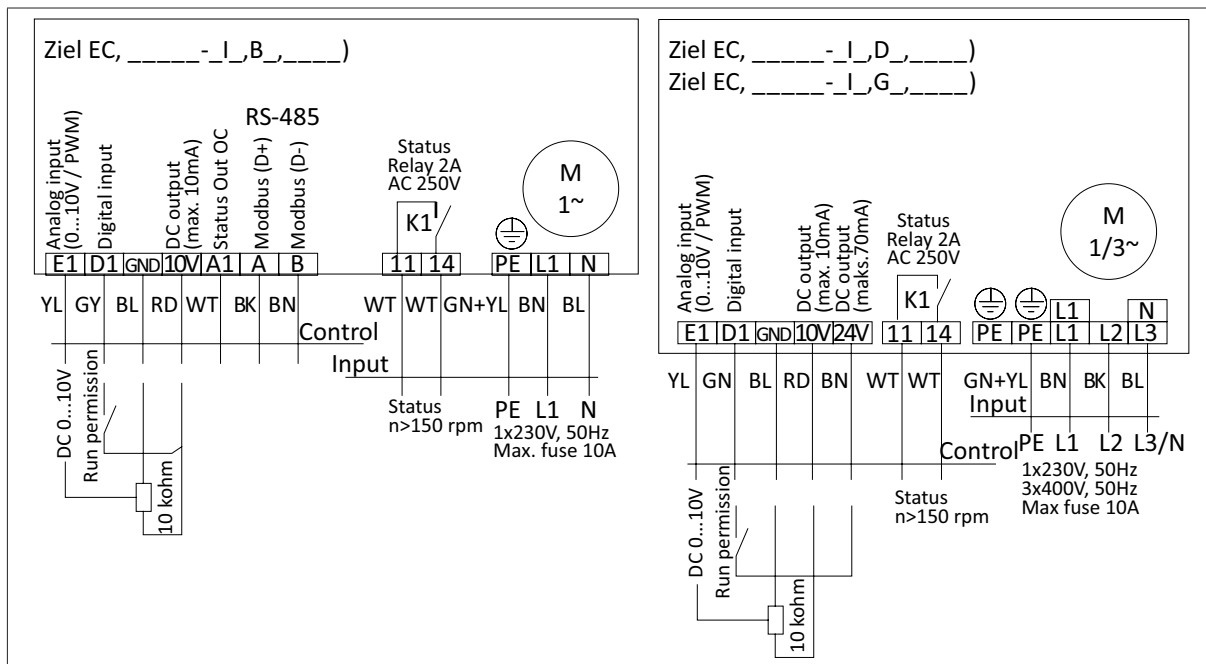 Ziel EC, _____-_I_,B_,____)
RS-485
Analog input
(0...10V / PWM)
Digital input
DC output
(max. 10mA)
Status Out OC
Modbus (D+)
Modbus (D-)
Status
Relay 2A
AC 250V
K1
M
1~
E1 D1 GND 10V A1 A B 11 14 PE L1 N
YL GY BL RD WT BK BN WT WT GN+YL BN BL
Control
Input
DC 0...10V
Run permission
10 kohm
Status
n>150 rpm
PE L1 N
1x230V, 50Hz
Max. fuse 10A
Ziel EC, _____-_I_,D_,____)
Ziel EC, _____-_I_,G_,____)
Analog input
(0...10V / PWM)
Digital input
DC output
(max. 10mA)
DC output
(maks.70mA)
Status
Relay 2A
AC 250V
K1
M
1/3~
L1 N
E1 D1 GND 10V 24V 11 14 PE PE L1 L2 L3
YL GN BL RD BN WT WT GN+YL BN BK BL
Input
Control
PE L1 L2 L3/N
1x230V, 50Hz
3x400V, 50Hz
Max fuse 10A
DC 0...10V
Run permission
10 kohm
Status
n>150 rpm